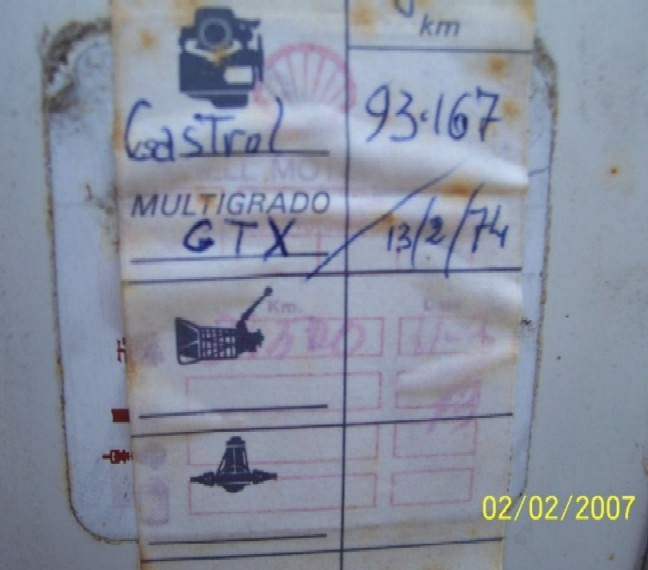 km
Castrol 93.167
MULTIGRADO
GTX 13/2/74
Km.
02/02/2007